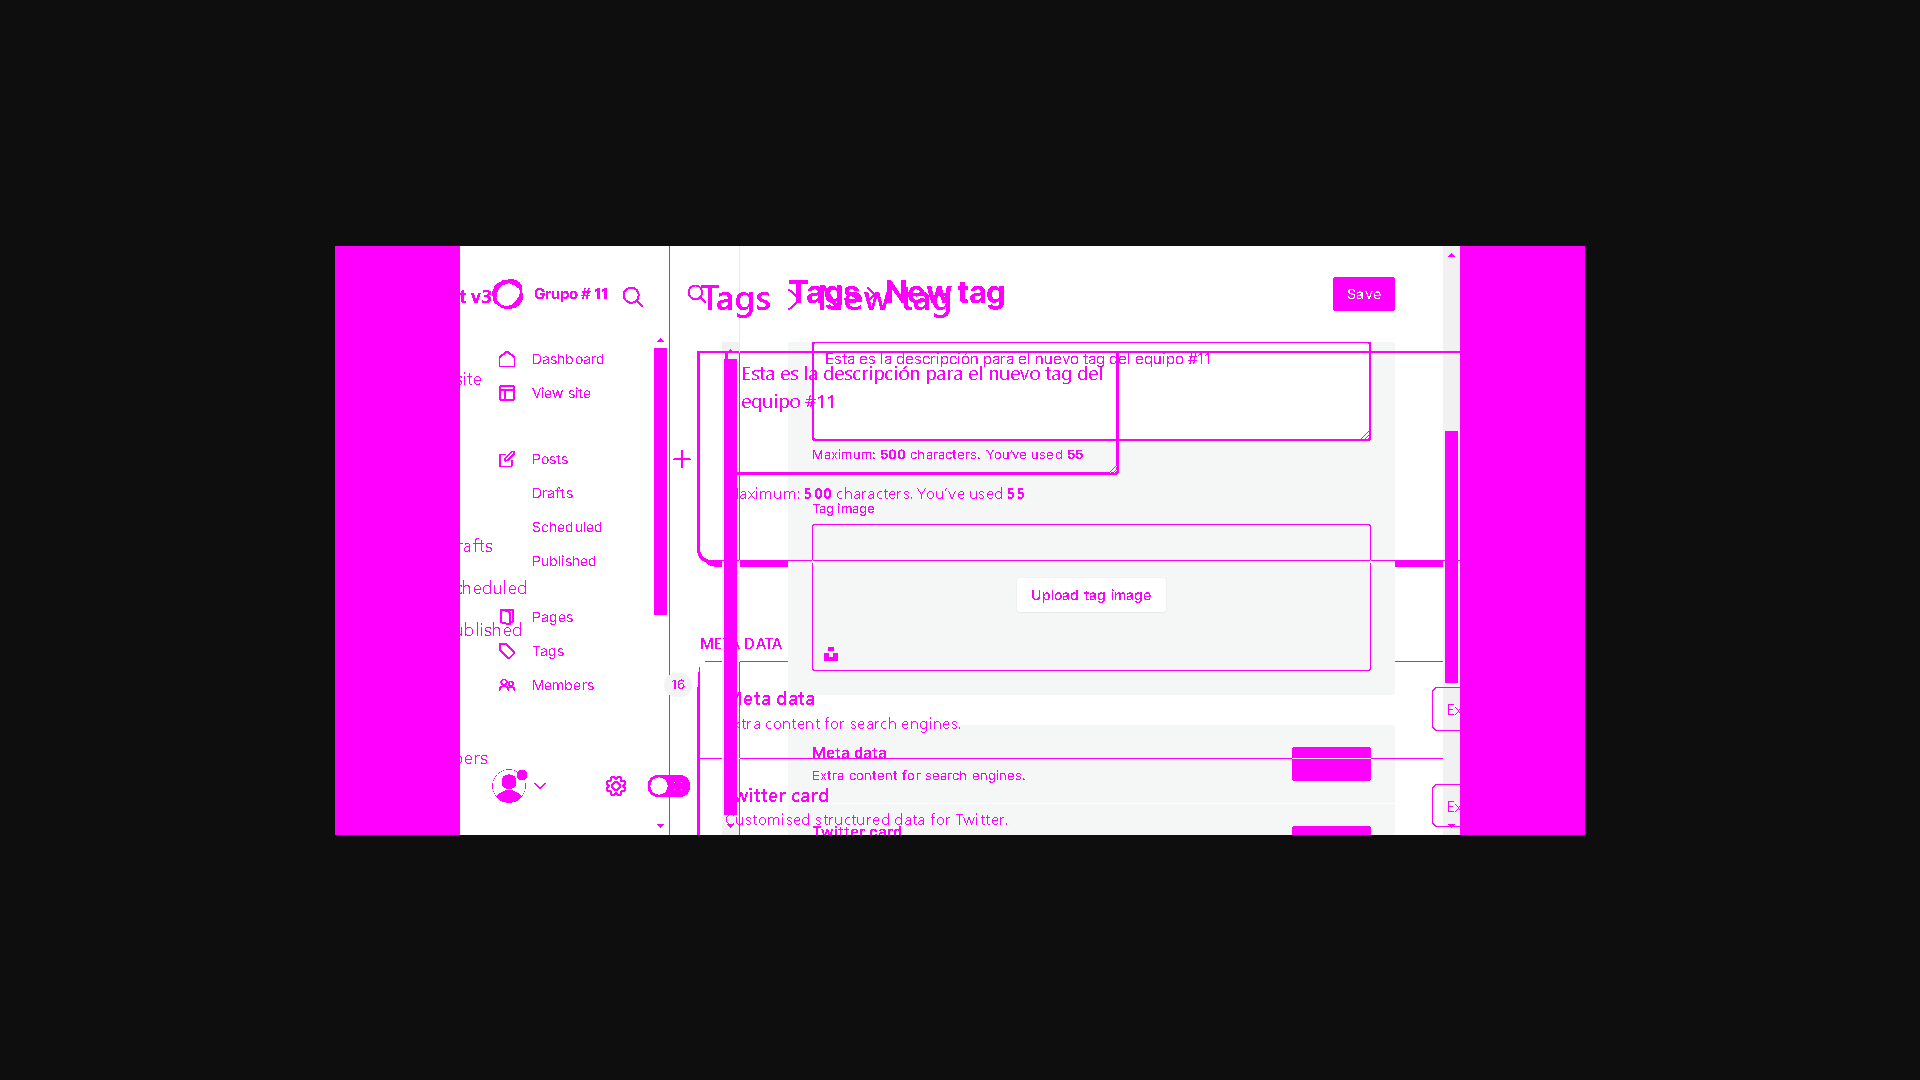 t v3
Grupo # 11
Tags
New tag
Tags
New tag
Save
Dashboard
site
View site
Esta es la descripción para el nuevo tag del equipo #11
Esta es la descripción para el nuevo tag del
equipo #11
Posts
Maximum: 500 characters. You've used 55
Drafts
aximum: 500 characters. You've used 55
Tag image
Scheduled
rafts
Published
cheduled
Upload tag image
Pages
ublished
META DATA
Tags
Members
16
Meta data
Ex
xtra content for search engines.
Meta data
bers
Extra content for search engines.
Twitter card
Ex
Customised structured data for Twitter.
Twitter card